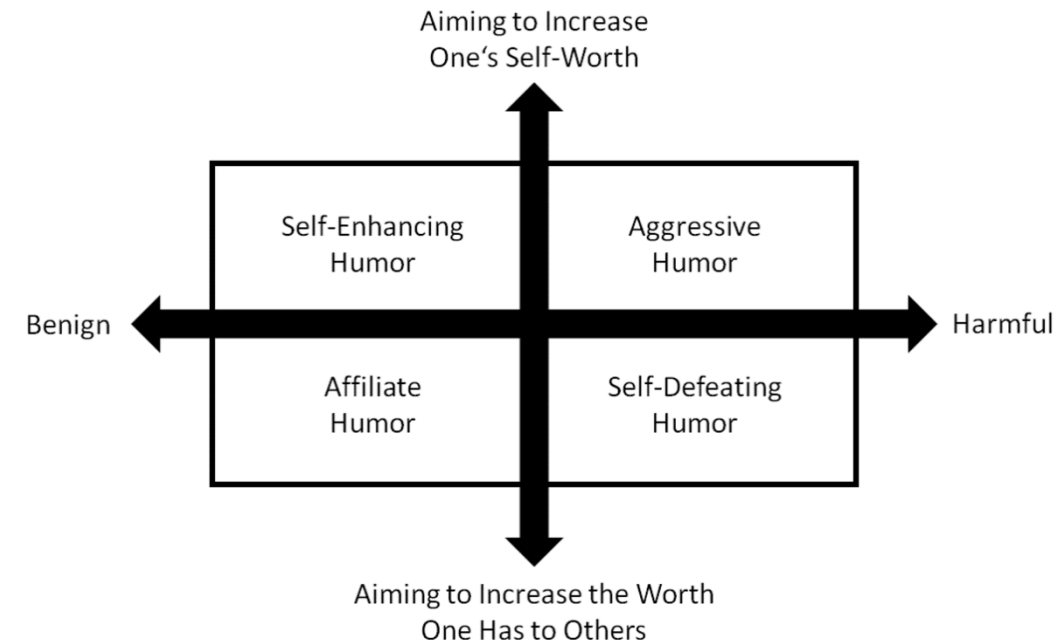 Aiming to Increase
One‘s Self-Worth
Self-Enhancing
Humor
Aggressive
Humor
Benign
Harmful
Affiliate
Humor
Self-Defeating
Humor
Aiming to Increase the Worth
One Has to Others